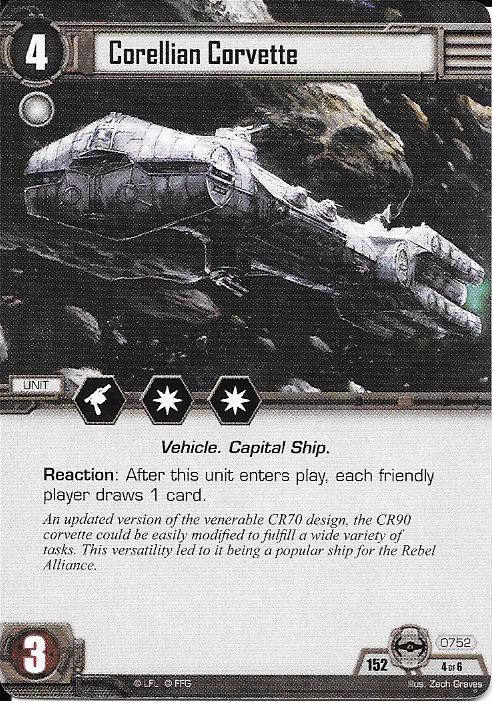 4
Corellian Corvette
UNIT
Vehicle. Capital Ship.
Reaction: After this unit enters play, each friendly
player draws 1 card.
An updated version of the venerable CR70 design, the CR90
corvette could be easily modified to fulfill a wide variety of
tasks. This versatility led to it being a popular ship for the Rebel
Alliance.
3
© LFL © FFG
152
0752
4 OF 6
Illus. Zach Graves